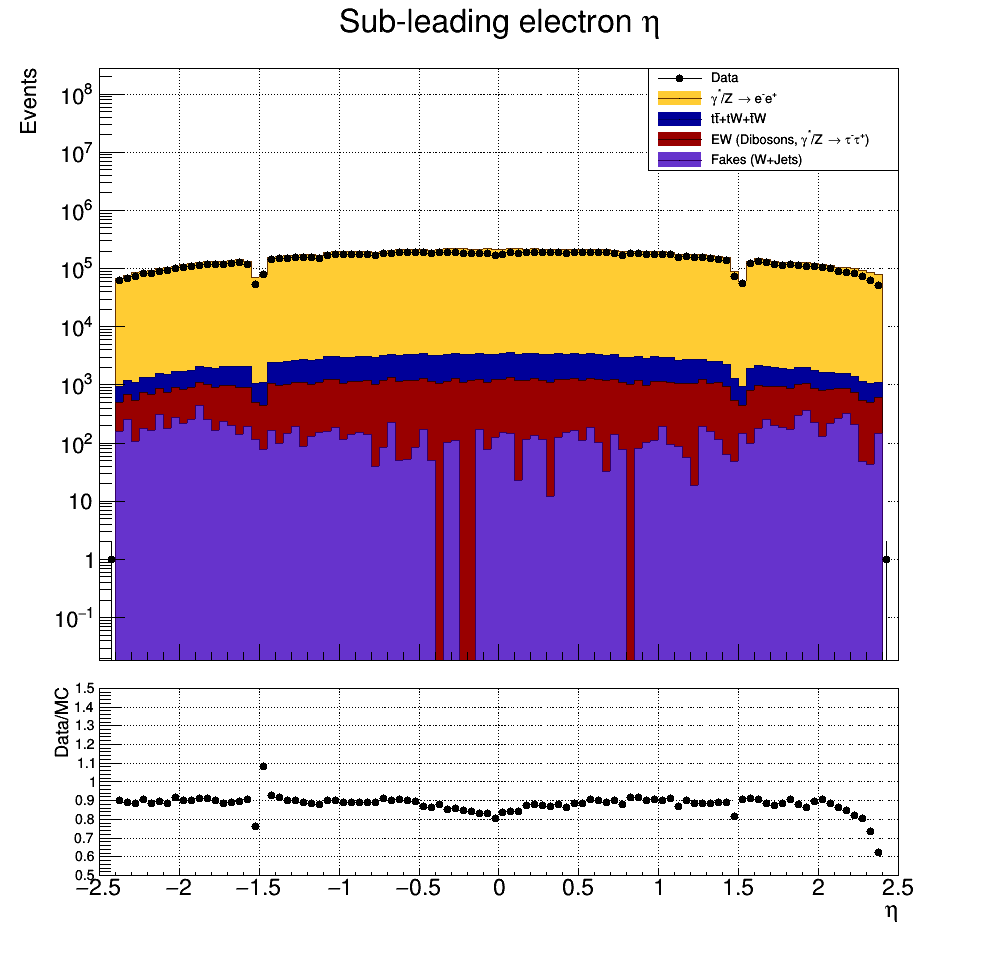 Sub-leading electron η
Events
10⁸
10⁷
10⁶
10⁵
10⁴
10³
10²
10
1
10⁻¹
Data
γ*/Z → e⁻e⁺
tt̄+tW+t̄W
EW (Dibosons, γ*/Z → τ⁻τ⁺)
Fakes (W+Jets)
Data/MC
1.5
1.4
1.3
1.2
1.1
1
0.9
0.8
0.7
0.6
0.5
−2.5 −2 −1.5 −1 −0.5 0 0.5 1 1.5 2 2.5
η